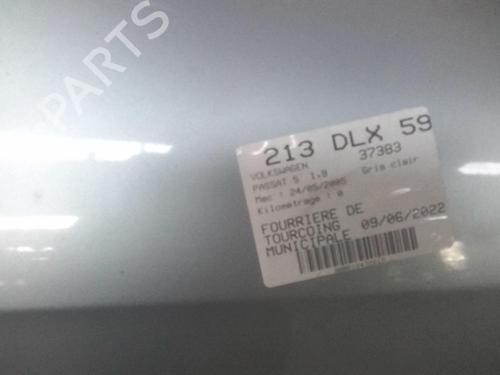 PARTS
213 DLX 59
VOLKSWAGEN 37383
PASSAT 5 1.9 Gris clair
Mec : 24/05/2005
Kilometrage : 0
FOURRIERE DE
TOURCOING
MUNICIPALE 09/06/2022